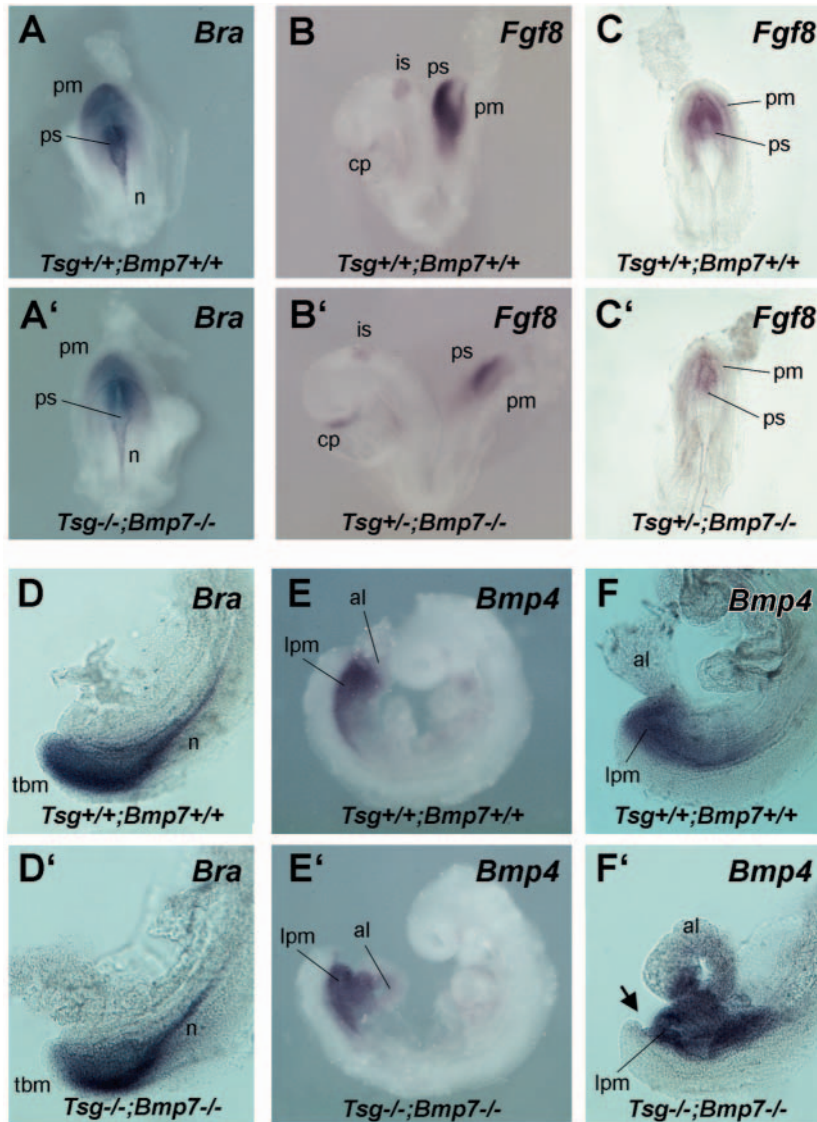 A Bra
pm
ps
n
Tsg+/+;Bmp7+/+
B Fgf8
is ps
pm
cp
Tsg+/+;Bmp7+/+
C Fgf8
pm
ps
Tsg+/+;Bmp7+/+
A' Bra
pm
ps
n
Tsg-/-;Bmp7-/-
B' Fgf8
is
ps
pm
cp
Tsg+/-;Bmp7-/-
C' Fgf8
pm
ps
Tsg+/-;Bmp7-/-
D Bra
n
tbm
Tsg+/+;Bmp7+/+
E Bmp4
al
lpm
Tsg+/+;Bmp7+/+
F Bmp4
al
lpm
Tsg+/+;Bmp7+/+
D' Bra
n
tbm
Tsg-/-;Bmp7-/-
E' Bmp4
lpm al
Tsg-/-;Bmp7-/-
F' Bmp4
al
lpm
Tsg-/-;Bmp7-/-